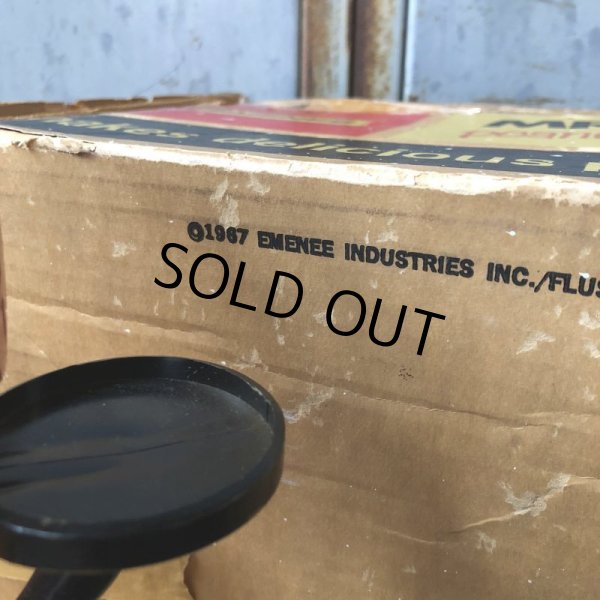 makes delicious
©1967 EMENEE INDUSTRIES INC./FLUS
SOLD OUT